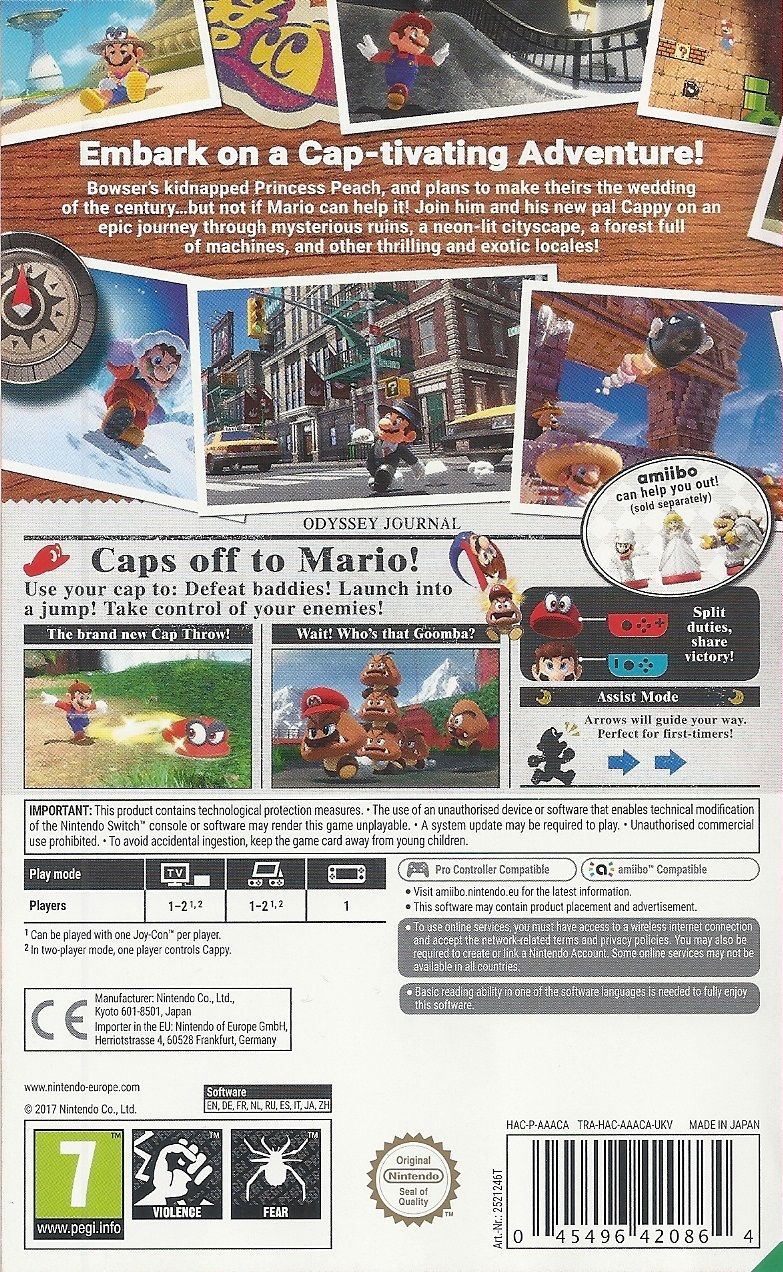 Embark on a Cap-tivating Adventure!
Bowser's kidnapped Princess Peach, and plans to make theirs the wedding
of the century...but not if Mario can help it! Join him and his new pal Cappy on an
epic journey through mysterious ruins, a neon-lit cityscape, a forest full
of machines, and other thrilling and exotic locales!
amiibo
can help you out!
(sold separately)
ODYSSEY JOURNAL
Caps off to Mario!
Use your cap to: Defeat baddies! Launch into
a jump! Take control of your enemies!
The brand new Cap Throw!
Wait! Who's that Goomba?
Split
duties,
share
victory!
Assist Mode
Arrows will guide your way.
Perfect for first-timers!
IMPORTANT: This product contains technological protection measures. • The use of an unauthorised device or software that enables technical modification
of the Nintendo Switch™ console or software may render this game unplayable. • A system update may be required to play. • Unauthorised commercial
use prohibited. • To avoid accidental ingestion, keep the game card away from young children.
Play mode TV
Players 1-2 1, 2 1-2 1, 2 1
1 Can be played with one Joy-Con™ per player.
2 In two-player mode, one player controls Cappy.
Pro Controller Compatible
amiibo™ Compatible
• Visit amiibo.nintendo.eu for the latest information.
• This software may contain product placement and advertisement.
• To use online services, you must have access to a wireless internet connection
and accept the network-related terms and privacy policies. You may also be
required to create or link a Nintendo Account. Some online services may not be
available in all countries.
• Basic reading ability in one of the software languages is needed to fully enjoy
this software.
CE
Manufacturer: Nintendo Co., Ltd.,
Kyoto 601-8501, Japan
Importer in the EU: Nintendo of Europe GmbH,
Herriotstrasse 4, 60528 Frankfurt, Germany
www.nintendo-europe.com
© 2017 Nintendo Co., Ltd.
Software
EN, DE, FR, NL, RU, ES, IT, JA, ZH
7
TM
www.pegi.info
TM
VIOLENCE
TM
FEAR
Original
Nintendo
Seal of
Quality
TM
HAC-P-AAACA TRA-HAC-AAACA-UKV MADE IN JAPAN
Art.-Nr.: 2521246T
0 45496 42086 4